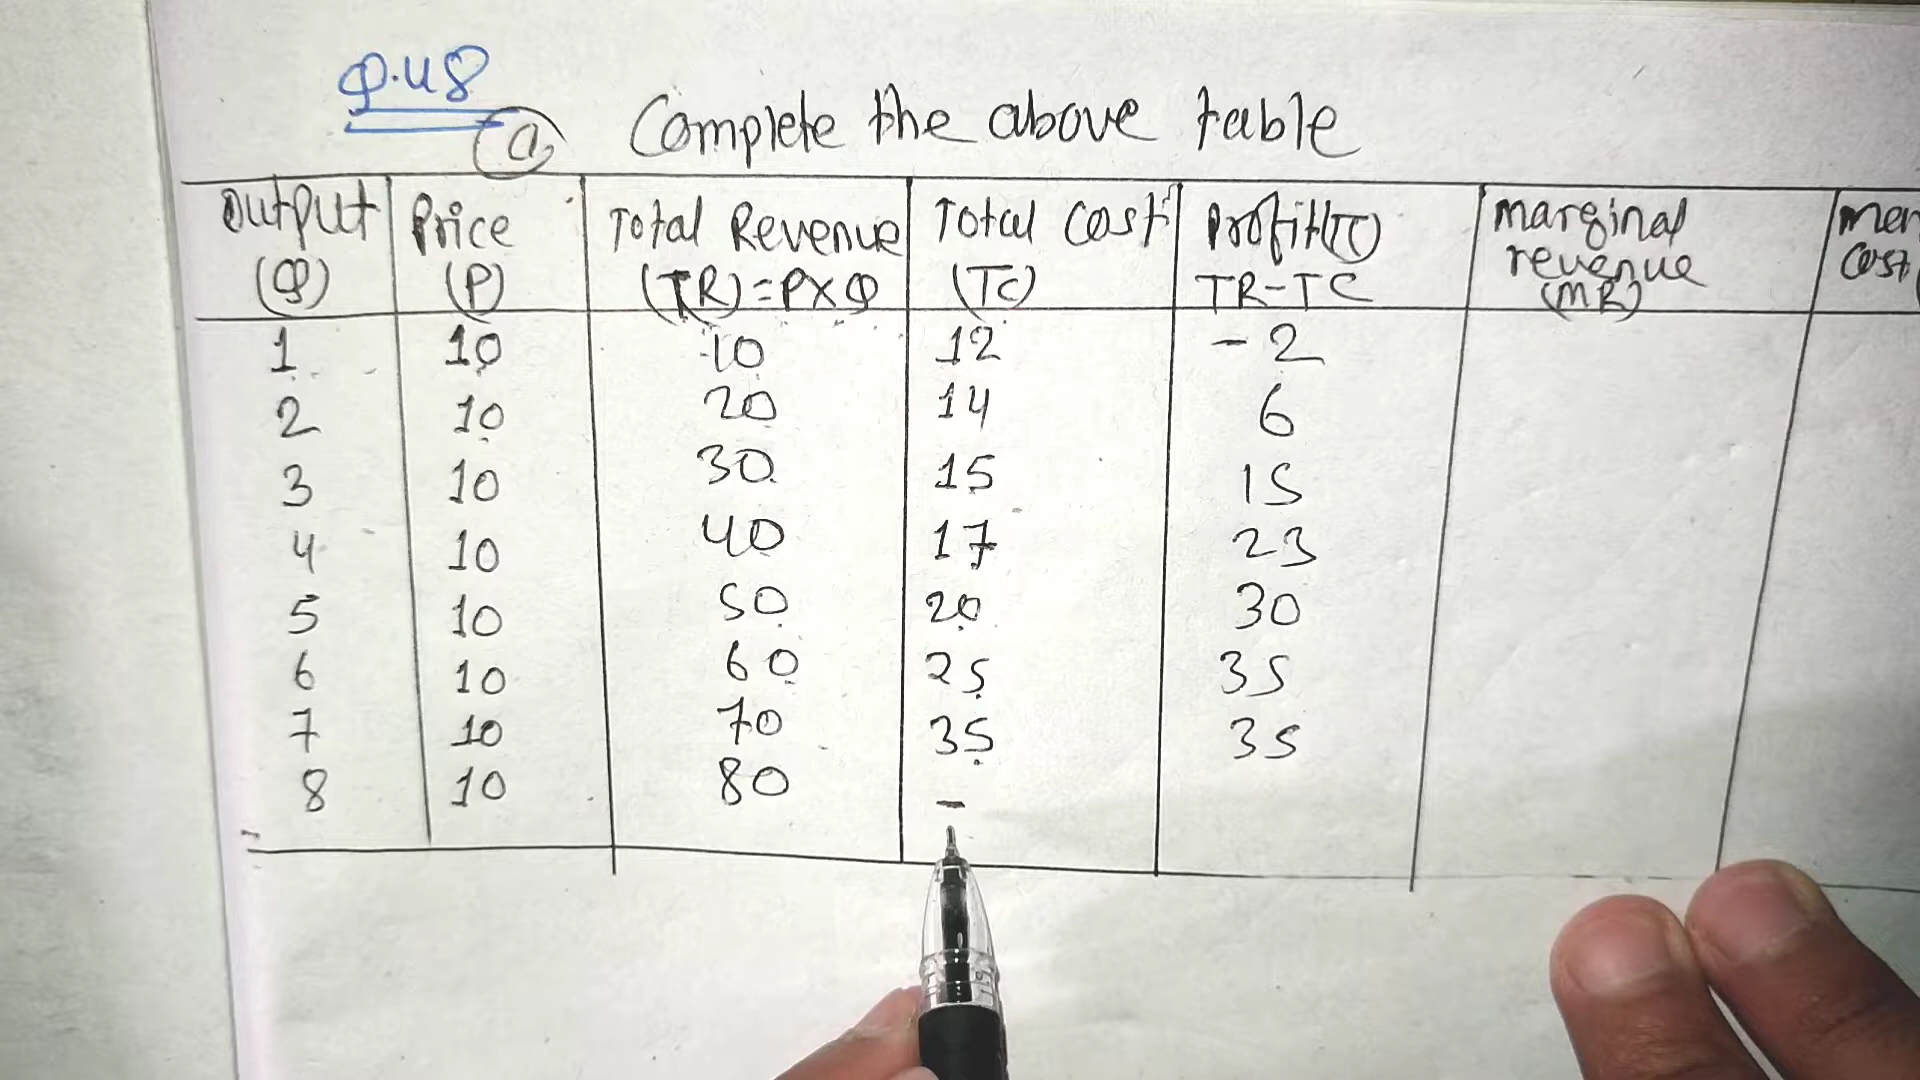 Q.48
(a) Complete the above table
Output (Q) Price (P) Total Revenue (TR)=P×Q Total Cost (TC) Profit(π) TR-TC marginal revenue (MR) cost
1 10 10 12 -2
2 10 20 14 6
3 10 30 15 15
4 10 40 17 23
5 10 50 20 30
6 10 60 25 35
7 10 70 35 35
8 10 80 -